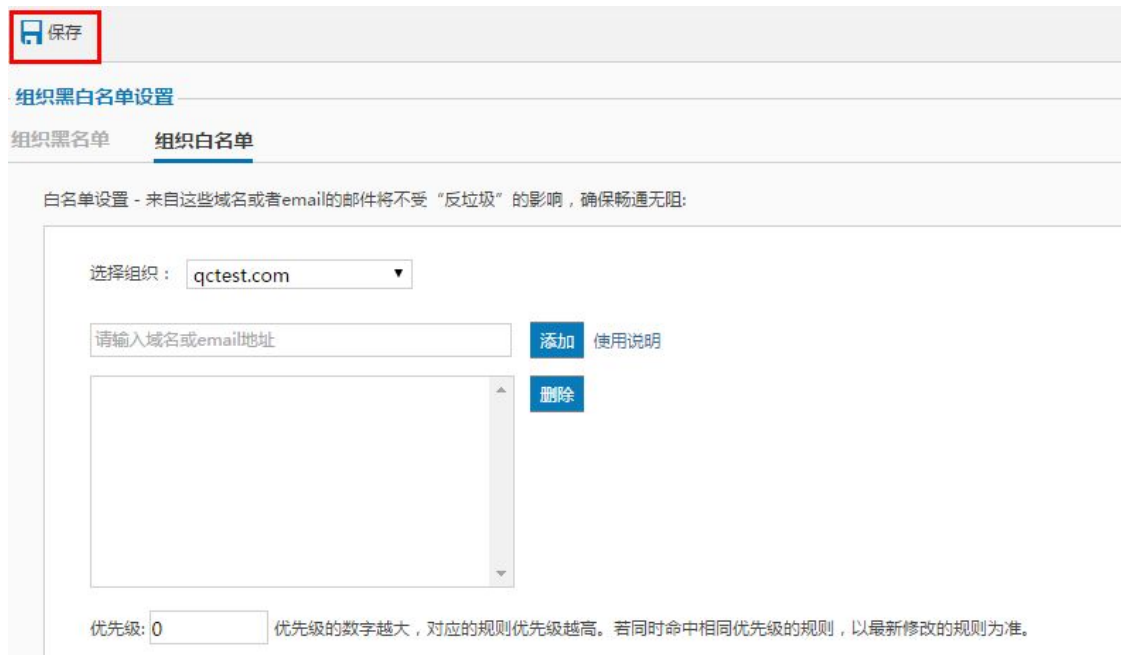 保存
组织黑白名单设置
组织黑名单 组织白名单
白名单设置 - 来自这些域名或者email的邮件将不受“反垃圾”的影响，确保畅通无阻:
选择组织： qctest.com
请输入域名或email地址 添加 使用说明
删除
优先级: 0 优先级的数字越大，对应的规则优先级越高。若同时命中相同优先级的规则，以最新修改的规则为准。